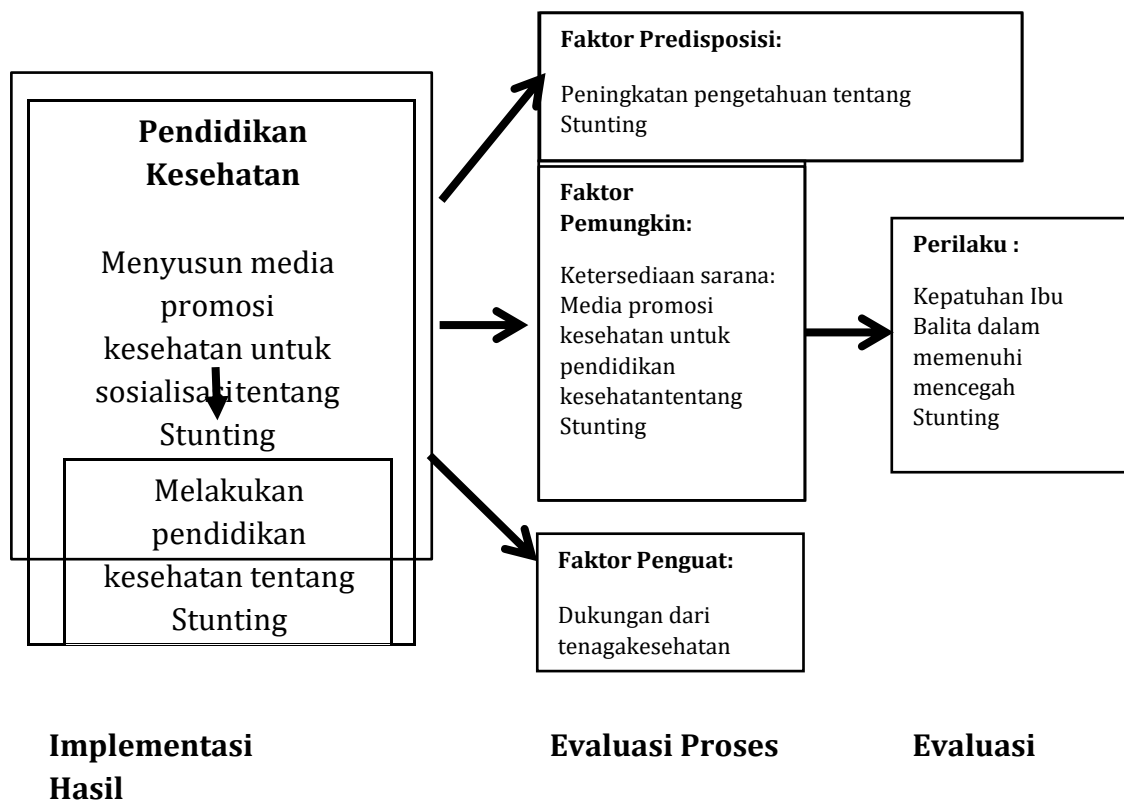 Pendidikan
Kesehatan
Menyusun media
promosi
kesehatan untuk
sosialisasitentang
Stunting
Melakukan
pendidikan
kesehatan tentang
Stunting
Faktor Predisposisi:
Peningkatan pengetahuan tentang
Stunting
Faktor
Pemungkin:
Ketersediaan sarana:
Media promosi
kesehatan untuk
pendidikan
kesehatantentang
Stunting
Faktor Penguat:
Dukungan dari
tenagakesehatan
Perilaku :
Kepatuhan Ibu
Balita dalam
memenuhi
mencegah
Stunting
Implementasi Evaluasi Proses Evaluasi
Hasil